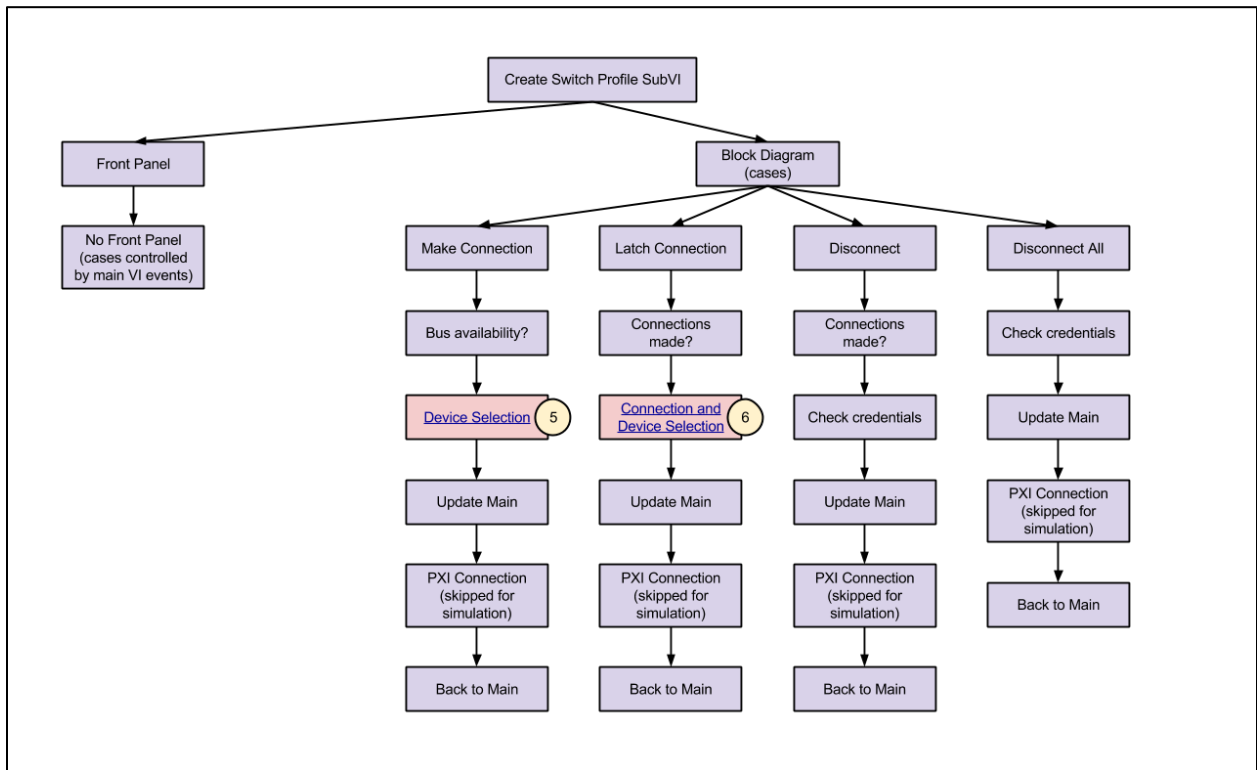 Create Switch Profile SubVI
Front Panel
Block Diagram
(cases)
No Front Panel
(cases controlled
by main VI events)
Make Connection
Latch Connection
Disconnect
Disconnect All
Bus availability?
Connections
made?
Connections
made?
Check credentials
Device Selection
5
Connection and
Device Selection
6
Check credentials
Update Main
Update Main
Update Main
Update Main
PXI Connection
(skipped for
simulation)
PXI Connection
(skipped for
simulation)
PXI Connection
(skipped for
simulation)
PXI Connection
(skipped for
simulation)
Back to Main
Back to Main
Back to Main
Back to Main